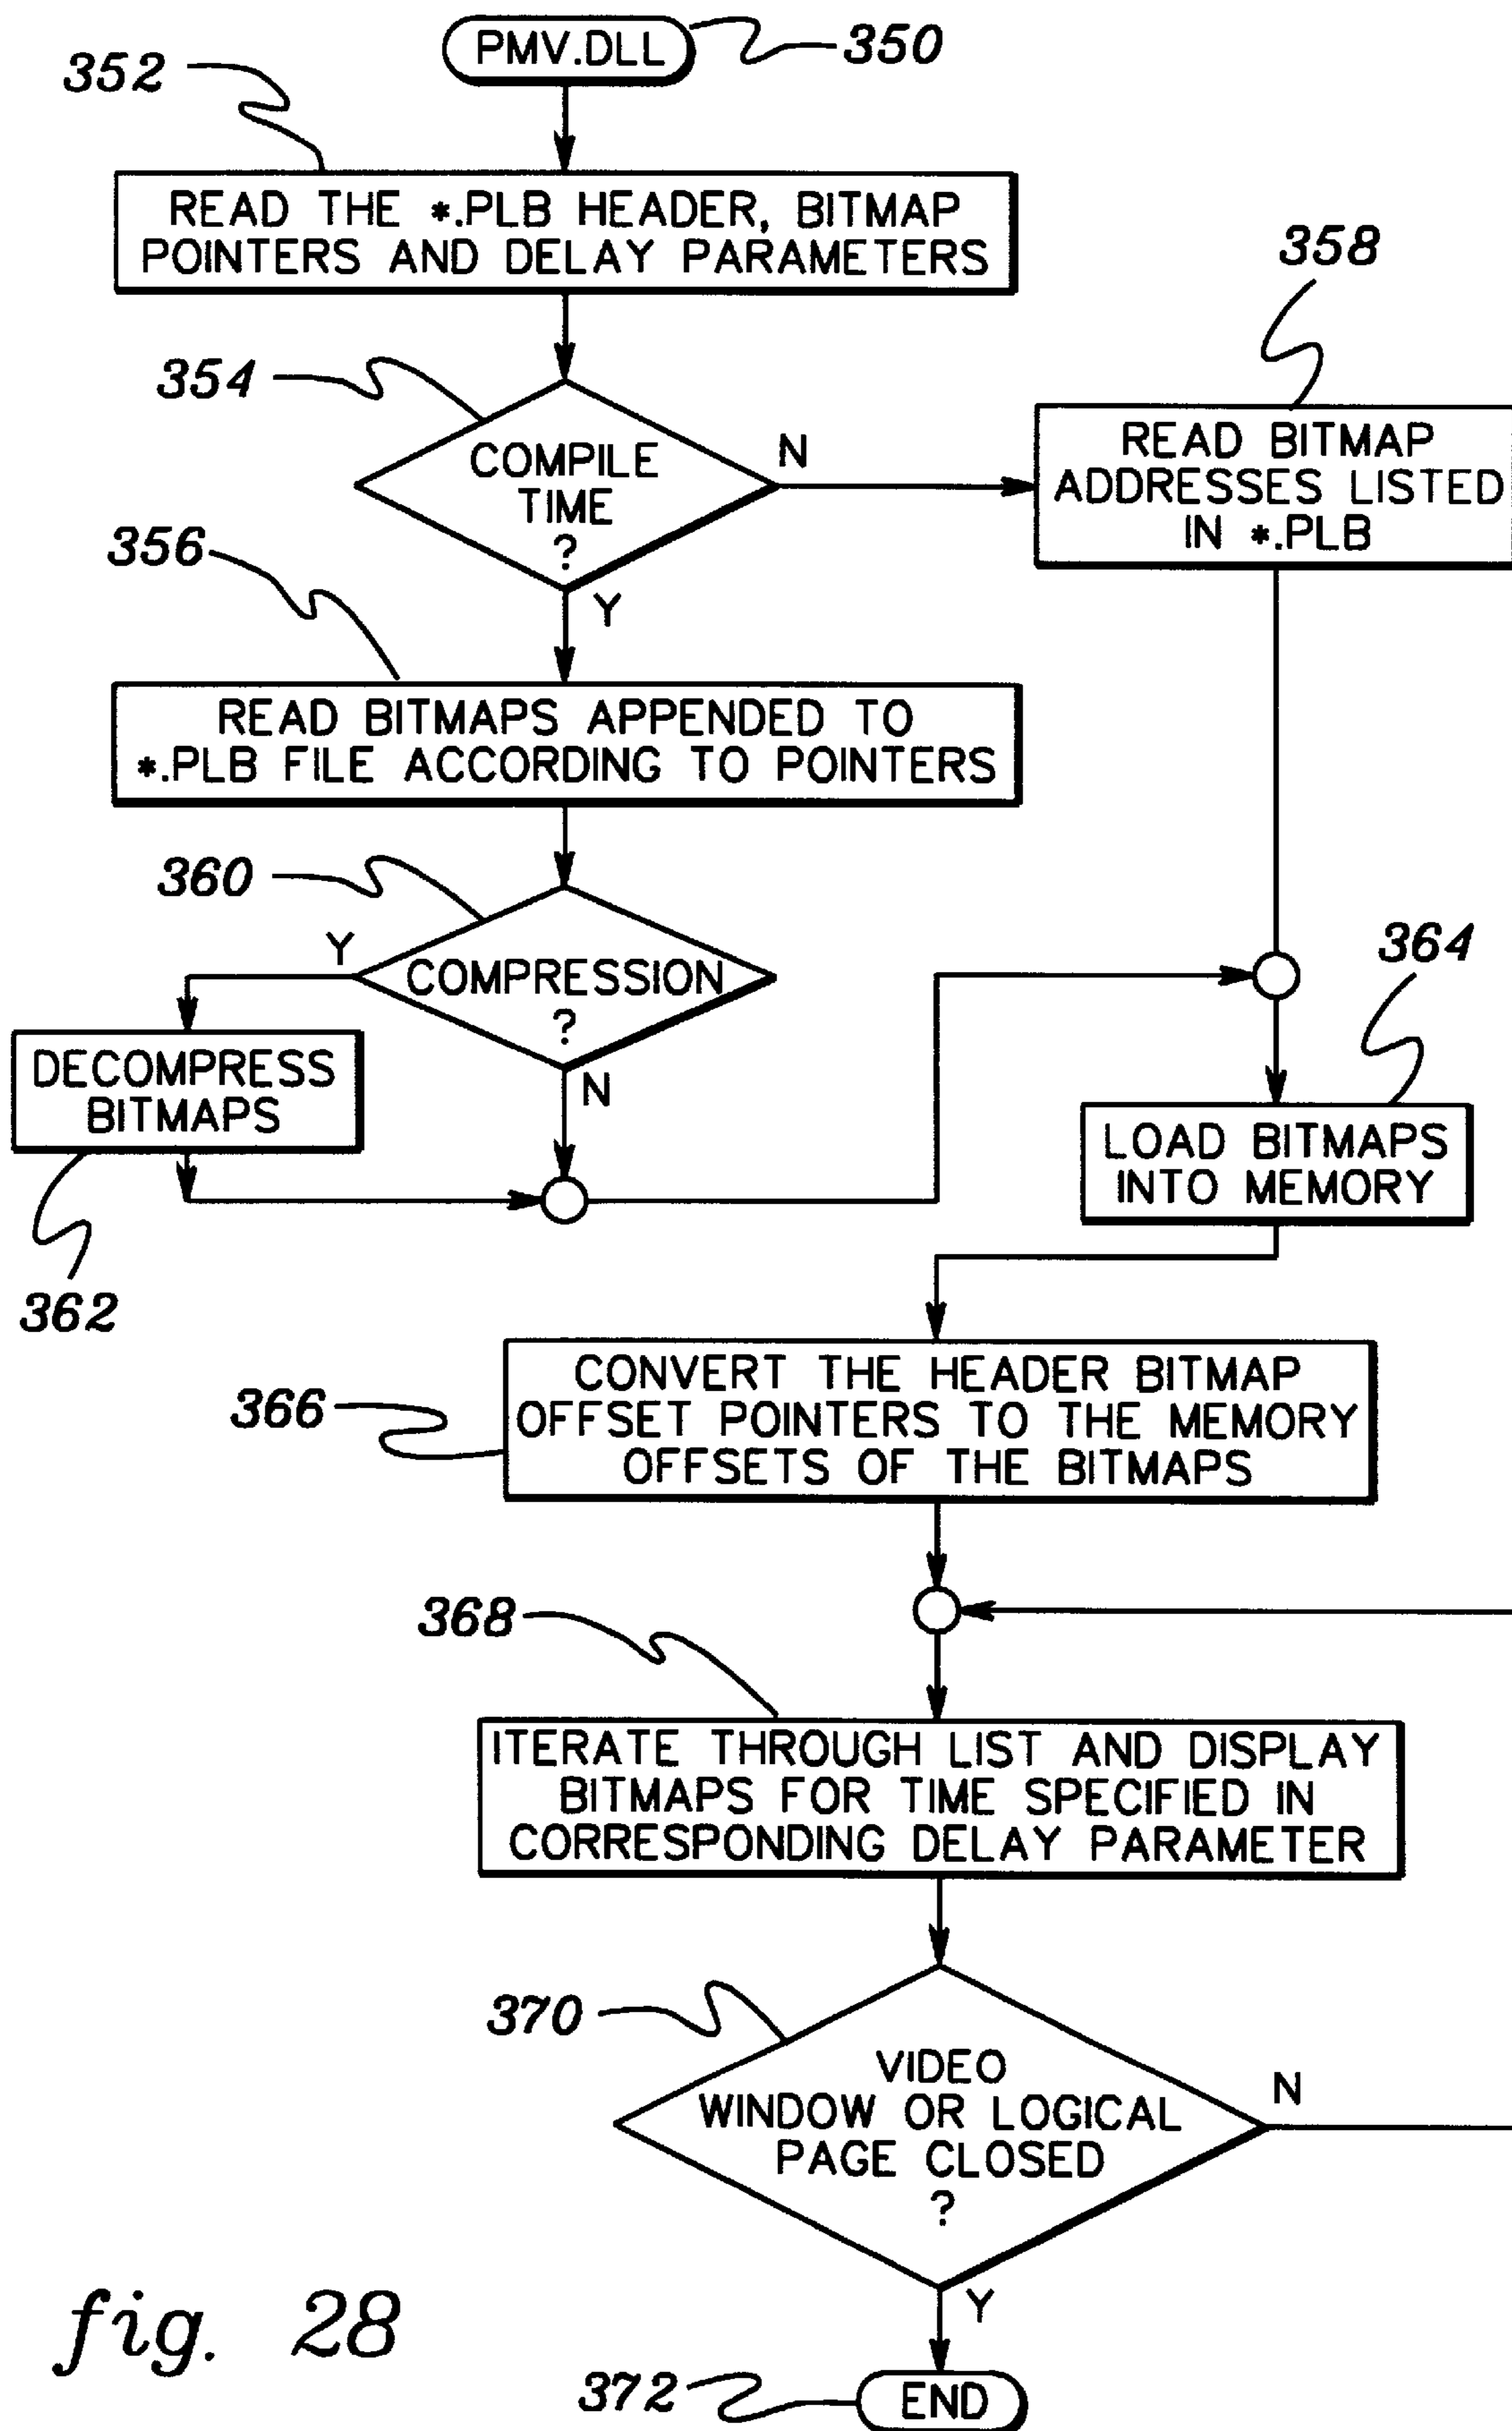 PMV.DLL
350
352
READ THE *.PLB HEADER, BITMAP
POINTERS AND DELAY PARAMETERS
358
354
COMPILE
TIME
?
N
Y
READ BITMAP
ADDRESSES LISTED
IN *.PLB
356
READ BITMAPS APPENDED TO
*.PLB FILE ACCORDING TO POINTERS
360
Y
COMPRESSION
?
N
364
DECOMPRESS
BITMAPS
362
LOAD BITMAPS
INTO MEMORY
366
CONVERT THE HEADER BITMAP
OFFSET POINTERS TO THE MEMORY
OFFSETS OF THE BITMAPS
368
ITERATE THROUGH LIST AND DISPLAY
BITMAPS FOR TIME SPECIFIED IN
CORRESPONDING DELAY PARAMETER
370
VIDEO
WINDOW OR LOGICAL
PAGE CLOSED
?
N
Y
fig. 28
372
END